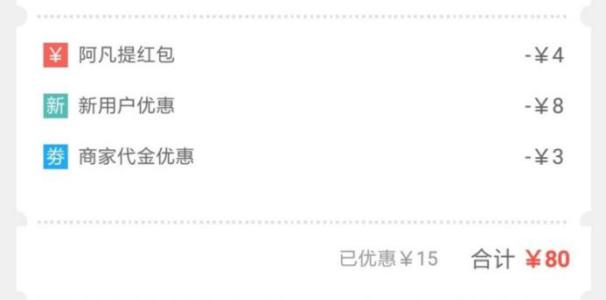 ¥ 阿凡提红包 -¥4
新 新用户优惠 -¥8
劵 商家代金优惠 -¥3
已优惠¥15 合计 ¥80